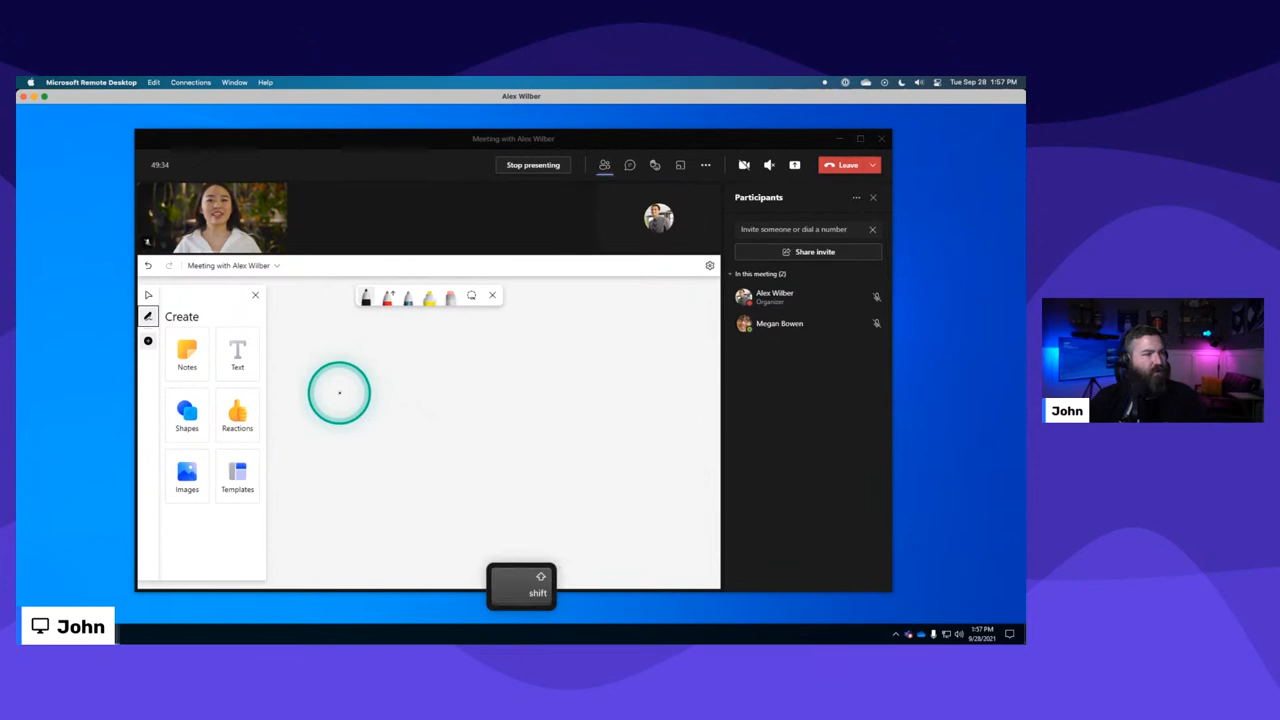 Microsoft Remote Desktop Edit Connections Window Help Tue Sep 28 1:57 PM
Alex Wilber
Meeting with Alex Wilber
49:34 Stop presenting Leave
Participants
Invite someone or dial a number
Share invite
In this meeting (2)
Alex Wilber
Organizer
Megan Bowen
Meeting with Alex Wilber
Create
Notes Text
Shapes Reactions
Images Templates
shift
John
John
1:57 PM
9/28/2021